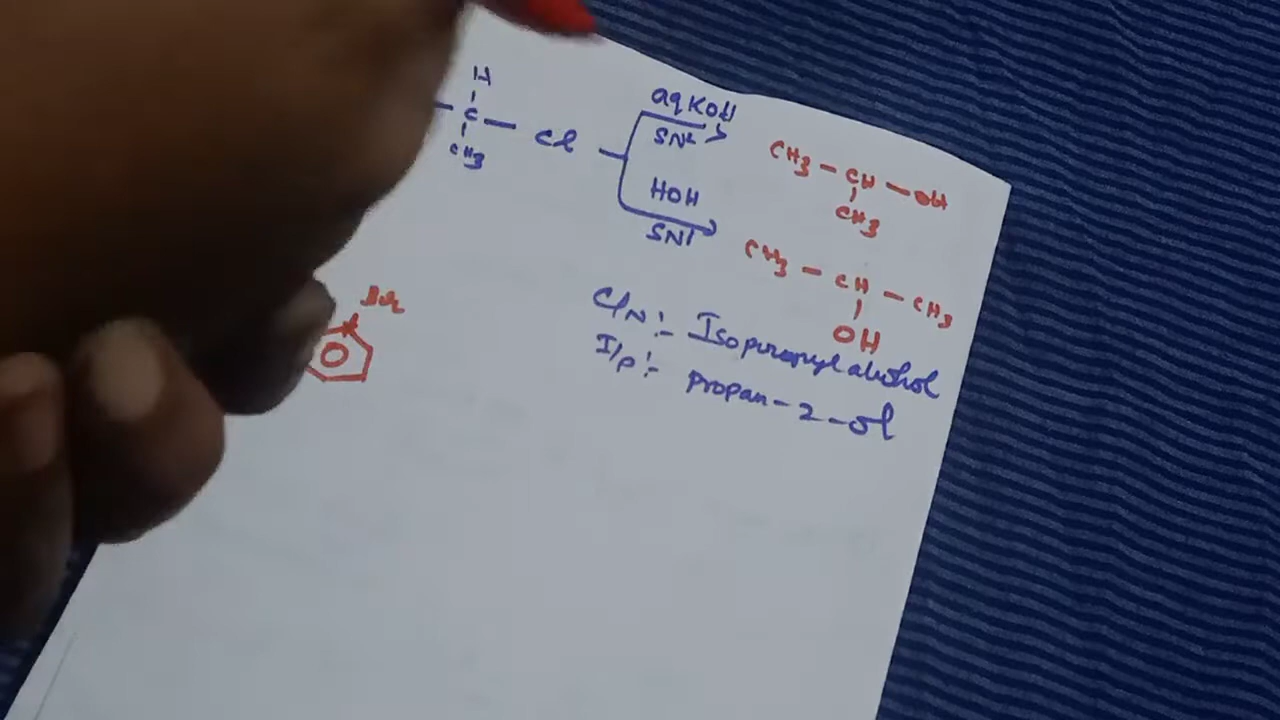 H
– C – Cl
CH3
aq KOH
SN2
CH3 – CH – OH
CH3
HOH
SN1
CH3 – CH – CH3
OH
C/N:- Isopropyl alcohol
I/P:- propan-2-ol